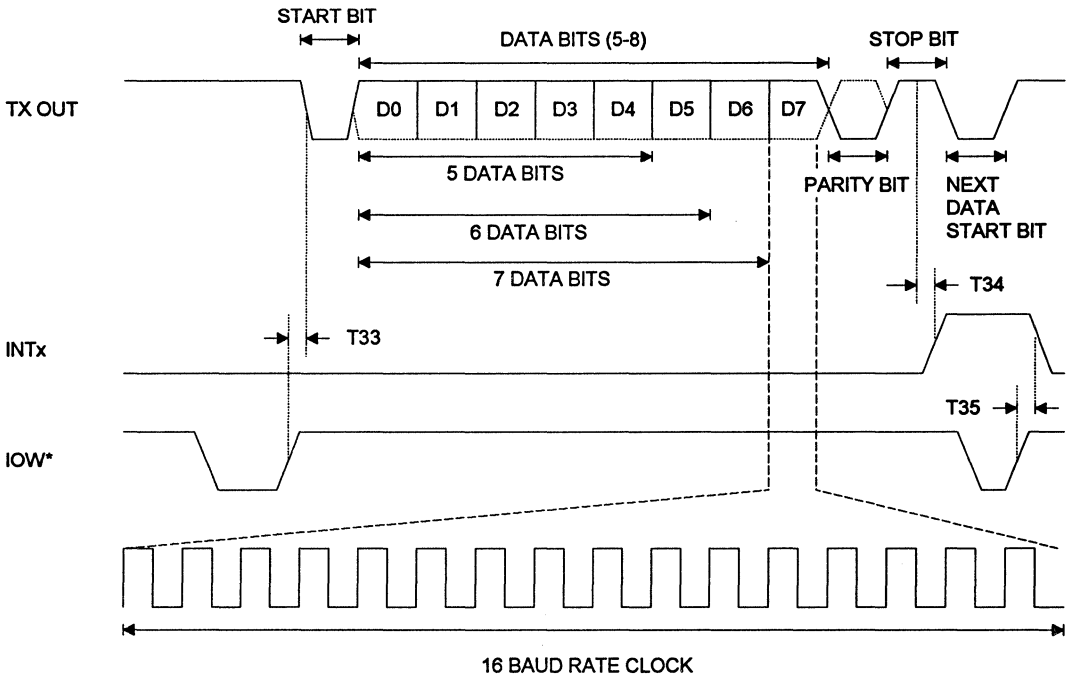 START BIT
DATA BITS (5-8)
STOP BIT
TX OUT
D0 D1 D2 D3 D4 D5 D6 D7
5 DATA BITS
PARITY BIT
NEXT
DATA
START BIT
6 DATA BITS
7 DATA BITS
T34
T33
INTx
T35
IOW*
16 BAUD RATE CLOCK